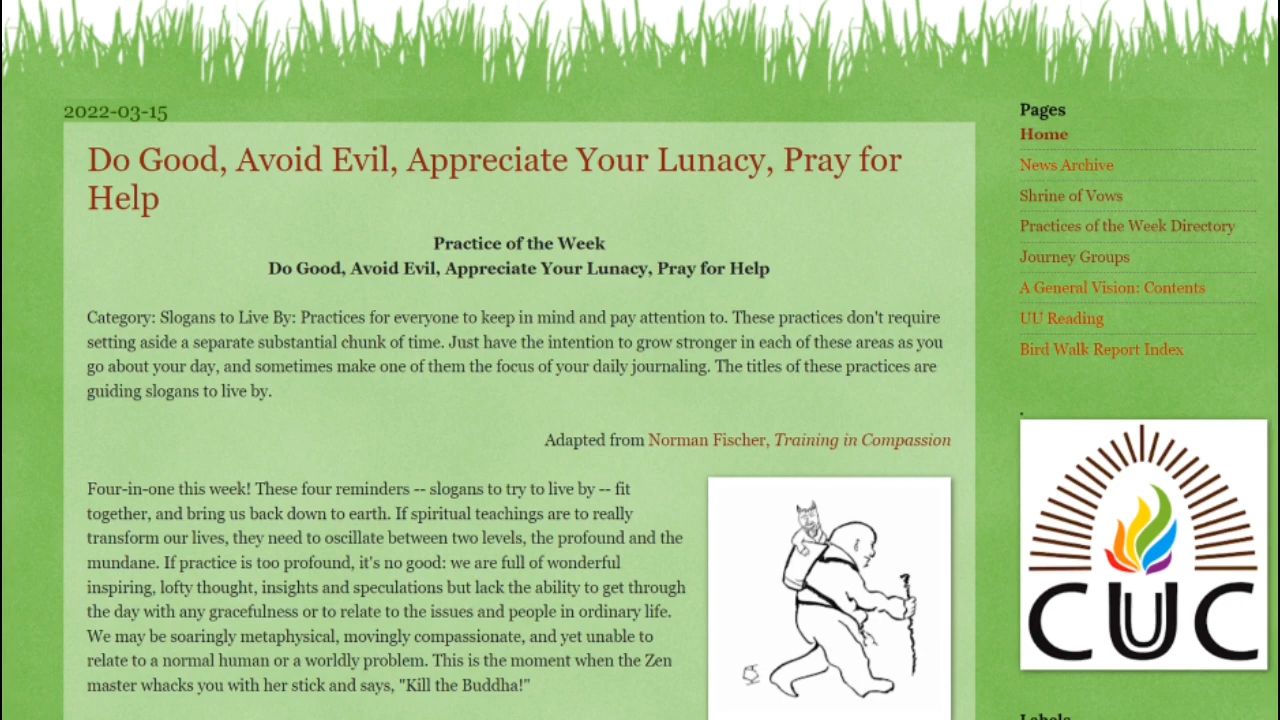 2022-03-15
Do Good, Avoid Evil, Appreciate Your Lunacy, Pray for
Help
Practice of the Week
Do Good, Avoid Evil, Appreciate Your Lunacy, Pray for Help
Category: Slogans to Live By: Practices for everyone to keep in mind and pay attention to. These practices don't require
setting aside a separate substantial chunk of time. Just have the intention to grow stronger in each of these areas as you
go about your day, and sometimes make one of them the focus of your daily journaling. The titles of these practices are
guiding slogans to live by.
Adapted from Norman Fischer, Training in Compassion
Four-in-one this week! These four reminders -- slogans to try to live by -- fit
together, and bring us back down to earth. If spiritual teachings are to really
transform our lives, they need to oscillate between two levels, the profound and the
mundane. If practice is too profound, it's no good: we are full of wonderful
inspiring, lofty thought, insights and speculations but lack the ability to get through
the day with any gracefulness or to relate to the issues and people in ordinary life.
We may be soaringly metaphysical, movingly compassionate, and yet unable to
relate to a normal human or a worldly problem. This is the moment when the Zen
master whacks you with her stick and says, "Kill the Buddha!"
Pages
Home
News Archive
Shrine of Vows
Practices of the Week Directory
Journey Groups
A General Vision: Contents
UU Reading
Bird Walk Report Index
.
CUC
Labels